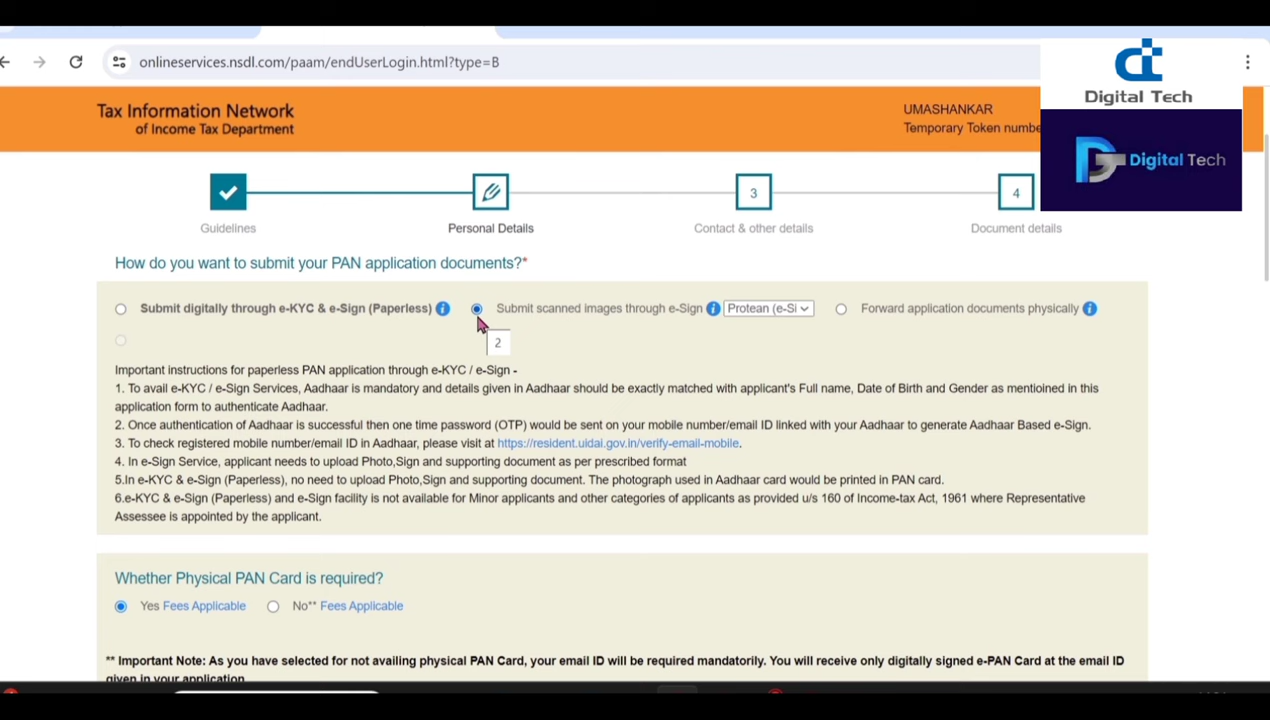 onlineservices.nsdl.com/paam/endUserLogin.html?type=B
Digital Tech
Digital Tech
Tax Information Network
of Income Tax Department
UMASHANKAR
Temporary Token numbe
3
4
Guidelines
Personal Details
Contact & other details
Document details
How do you want to submit your PAN application documents?*
Submit digitally through e-KYC & e-Sign (Paperless)
Submit scanned images through e-Sign
Protean (e-Si
Forward application documents physically
2
Important instructions for paperless PAN application through e-KYC / e-Sign -
1. To avail e-KYC / e-Sign Services, Aadhaar is mandatory and details given in Aadhaar should be exactly matched with applicant's Full name, Date of Birth and Gender as mentioined in this
application form to authenticate Aadhaar.
2. Once authentication of Aadhaar is successful then one time password (OTP) would be sent on your mobile number/email ID linked with your Aadhaar to generate Aadhaar Based e-Sign.
3. To check registered mobile number/email ID in Aadhaar, please visit at https://resident.uidai.gov.in/verify-email-mobile.
4. In e-Sign Service, applicant needs to upload Photo,Sign and supporting document as per prescribed format
5.In e-KYC & e-Sign (Paperless), no need to upload Photo,Sign and supporting document. The photograph used in Aadhaar card would be printed in PAN card.
6.e-KYC & e-Sign (Paperless) and e-Sign facility is not available for Minor applicants and other categories of applicants as provided u/s 160 of Income-tax Act, 1961 where Representative
Assessee is appointed by the applicant.
Whether Physical PAN Card is required?
Yes Fees Applicable
No** Fees Applicable
** Important Note: As you have selected for not availing physical PAN Card, your email ID will be required mandatorily. You will receive only digitally signed e-PAN Card at the email ID
given in your application